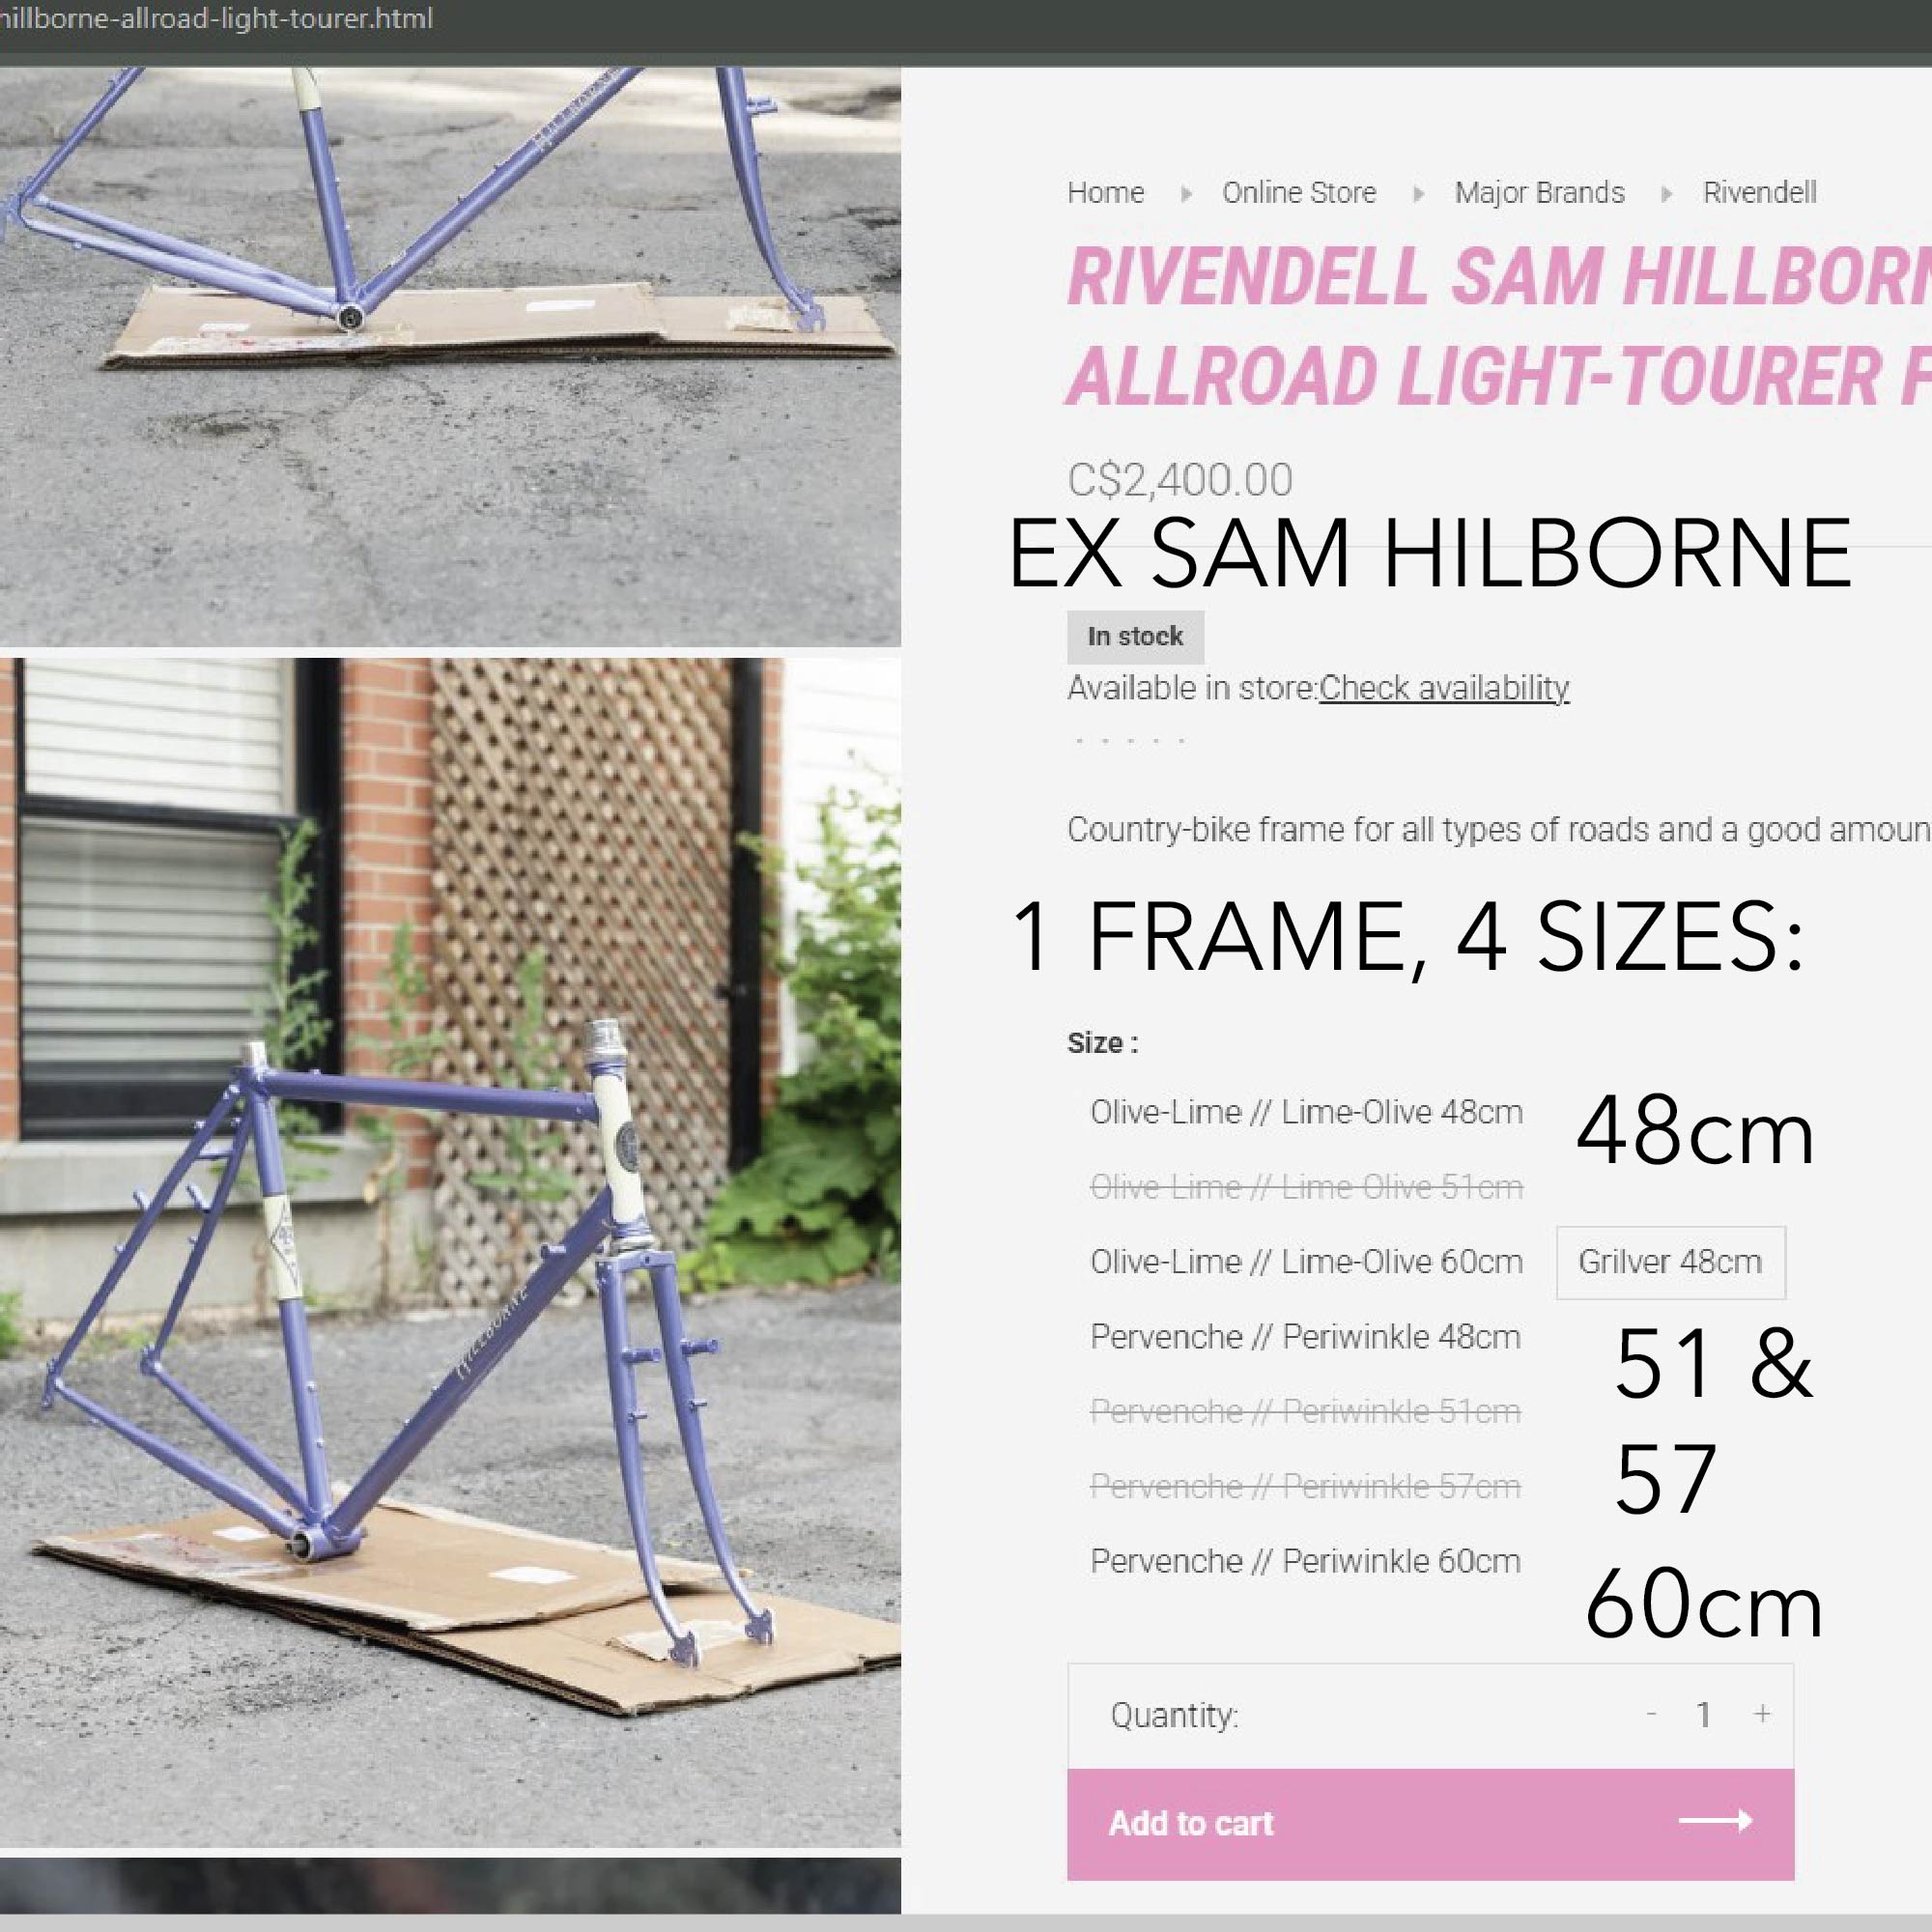 hillborne-allroad-light-tourer.html
Home Online Store Major Brands Rivendell
RIVENDELL SAM HILLBORN
ALLROAD LIGHT-TOURER F
C$2,400.00
EX SAM HILBORNE
In stock
Available in store:Check availability
Country-bike frame for all types of roads and a good amoun
1 FRAME, 4 SIZES:
Size :
Olive-Lime // Lime-Olive 48cm
48cm
Olive-Lime // Lime-Olive 51cm
Olive-Lime // Lime-Olive 60cm
Grilver 48cm
Pervenche // Periwinkle 48cm
51 &
Pervenche // Periwinkle 51cm
57
Pervenche // Periwinkle 57cm
Pervenche // Periwinkle 60cm
60cm
Quantity: - 1 +
Add to cart
HILLBORNE